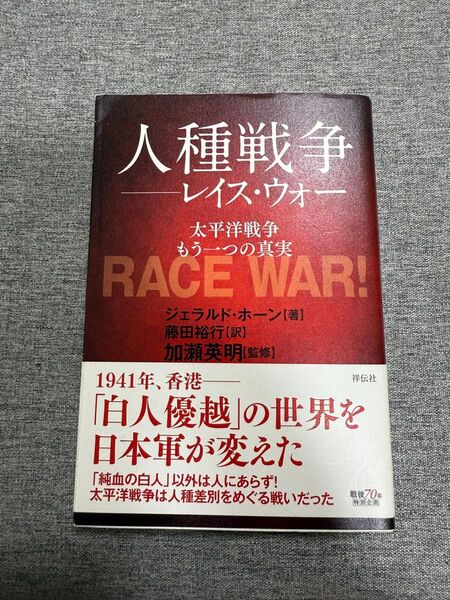 人種戦争
──レイス・ウォー
太平洋戦争
もう一つの真実
RACE WAR!
ジェラルド・ホーン【著】
藤田裕行【訳】
加瀬英明【監修】
祥伝社
1941年、香港──
「白人優越」の世界を
日本軍が変えた
「純血の白人」以外は人にあらず!
太平洋戦争は人種差別をめぐる戦いだった
戦後70年
特別企画